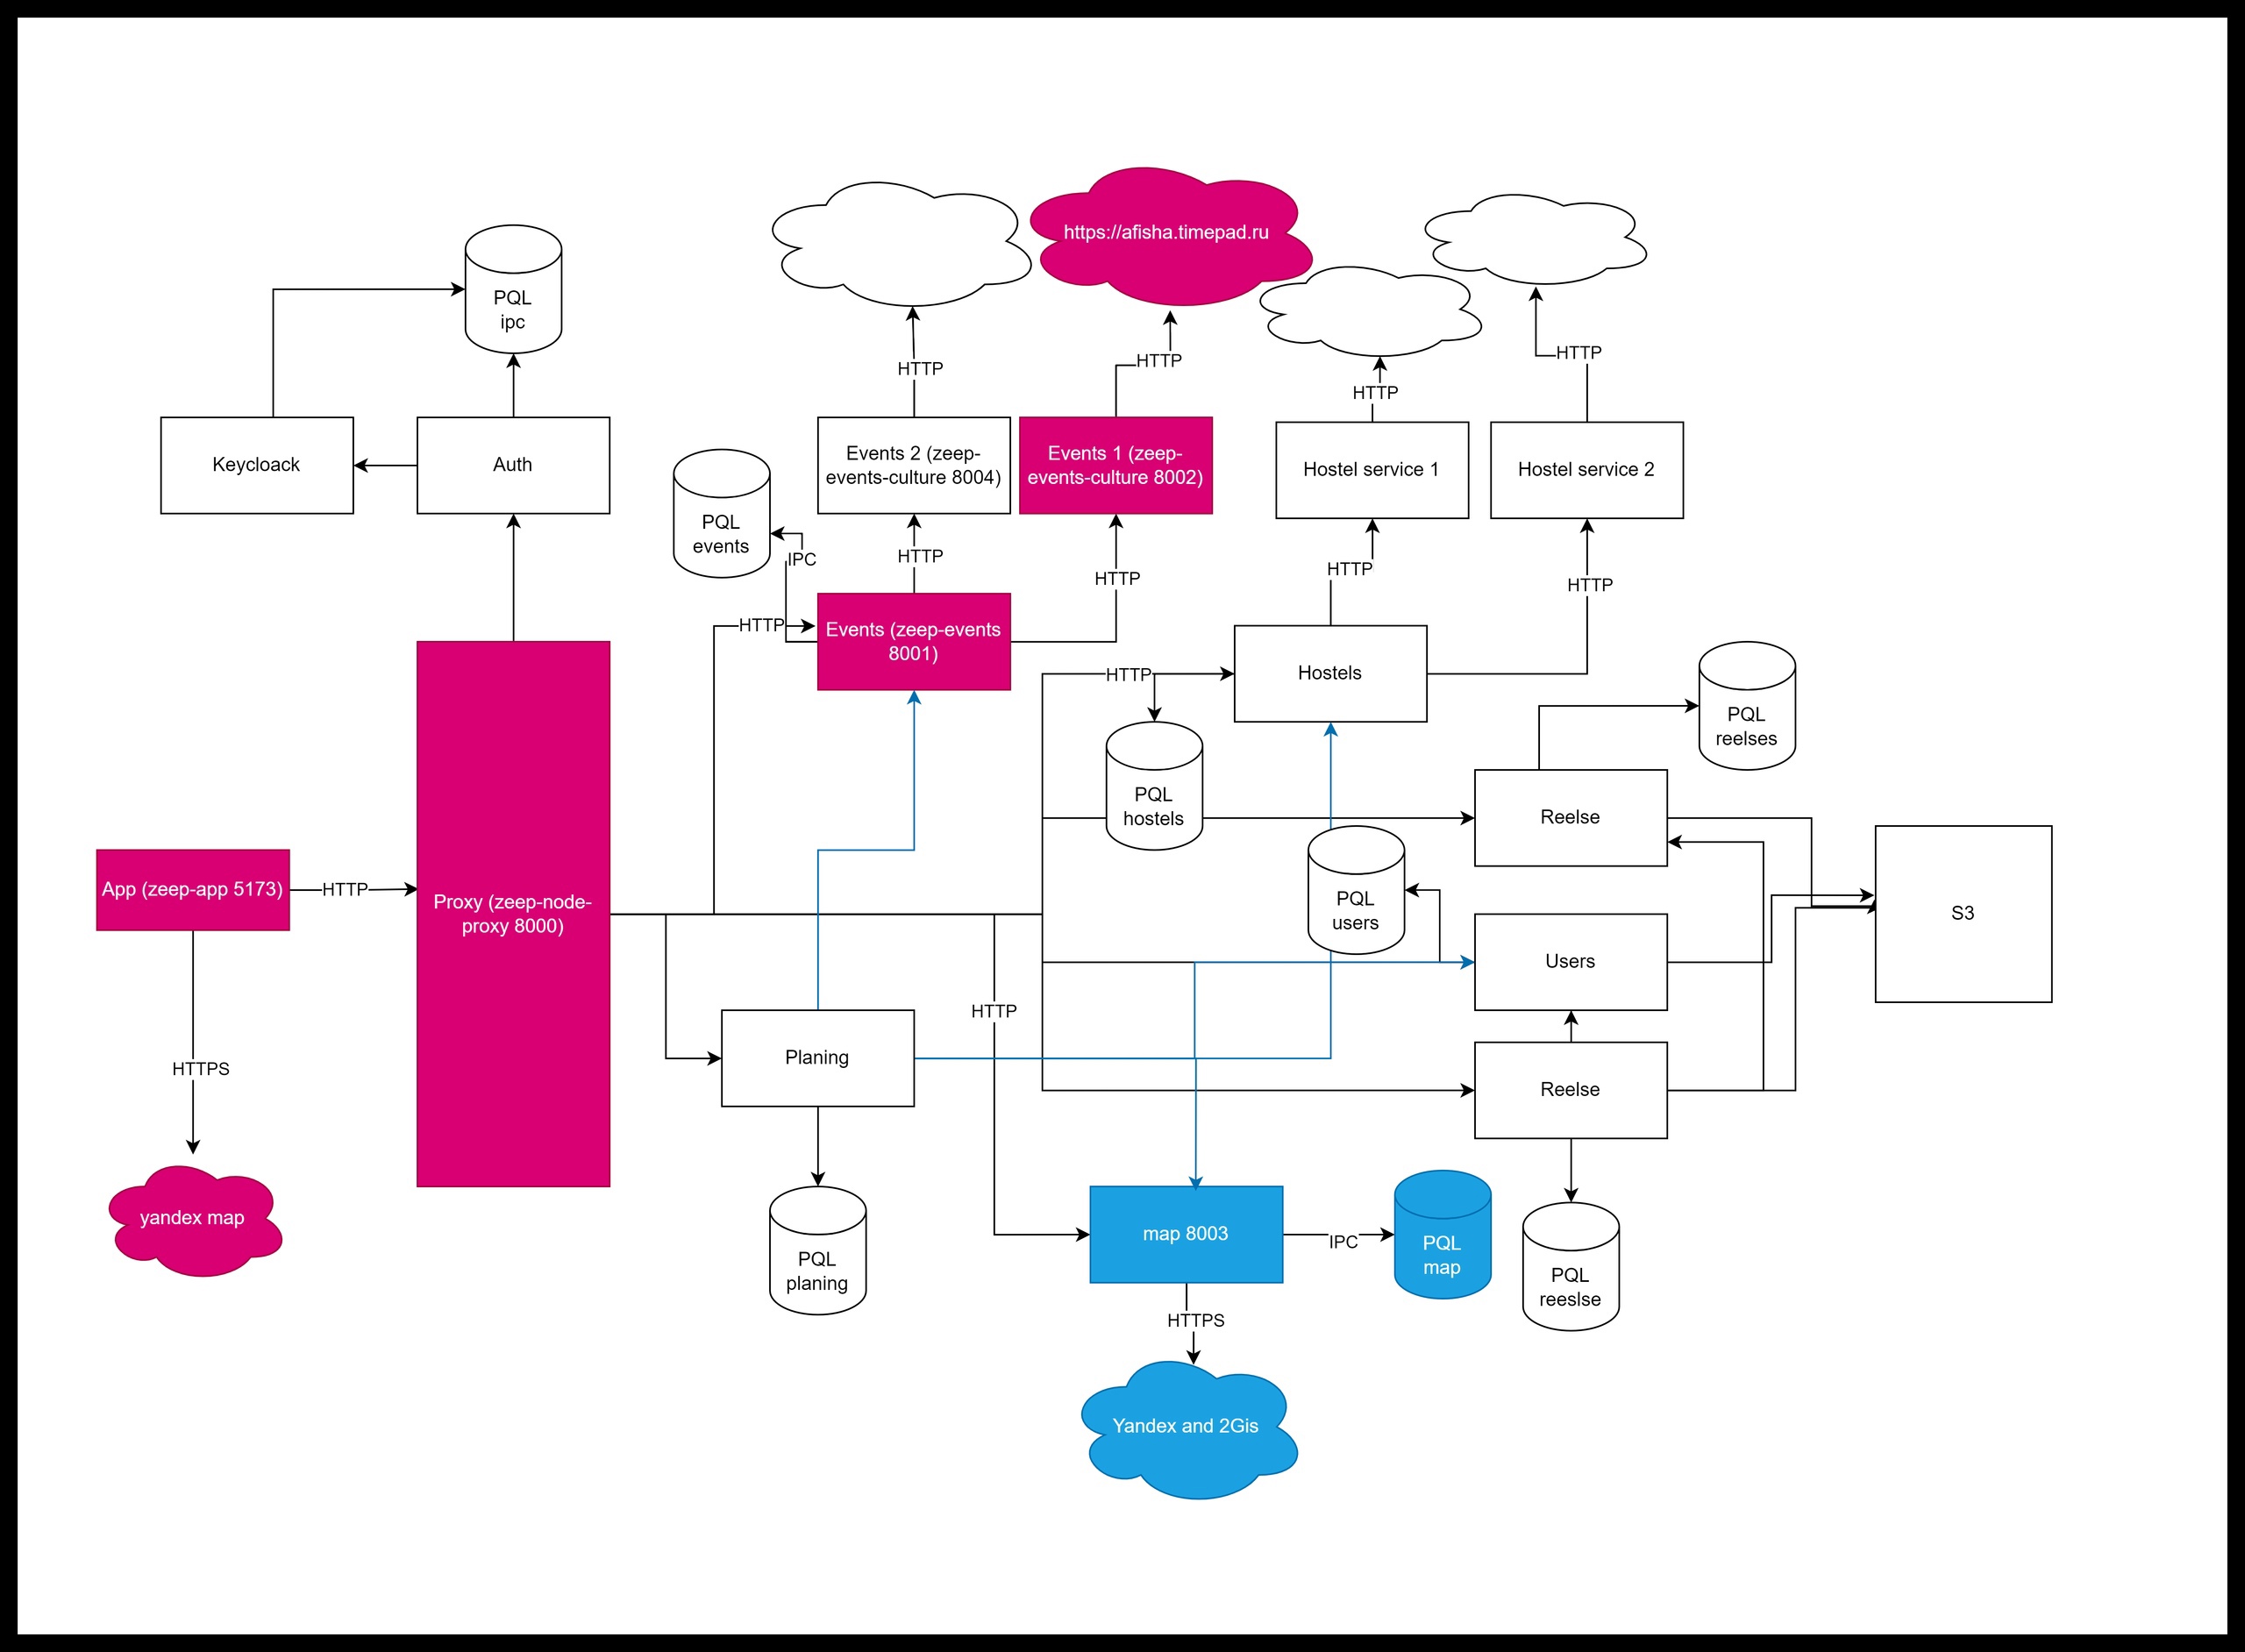 https://afisha.timepad.ru
PQL
ipc
HTTP
HTTP
HTTP
HTTP
Keycloack
Auth
Events 2 (zeep-
events-culture 8004)
Events 1 (zeep-
events-culture 8002)
Hostel service 1
Hostel service 2
PQL
events
IPC
HTTP
HTTP
HTTP
HTTP
HTTP
Events (zeep-events
8001)
HTTP
Hostels
PQL
reelses
PQL
hostels
Reelse
App (zeep-app 5173)
HTTP
Proxy (zeep-node-
proxy 8000)
PQL
users
S3
Users
HTTP
HTTPS
Planing
Reelse
yandex map
PQL
planing
map 8003
IPC
PQL
map
PQL
reeslse
HTTPS
Yandex and 2Gis